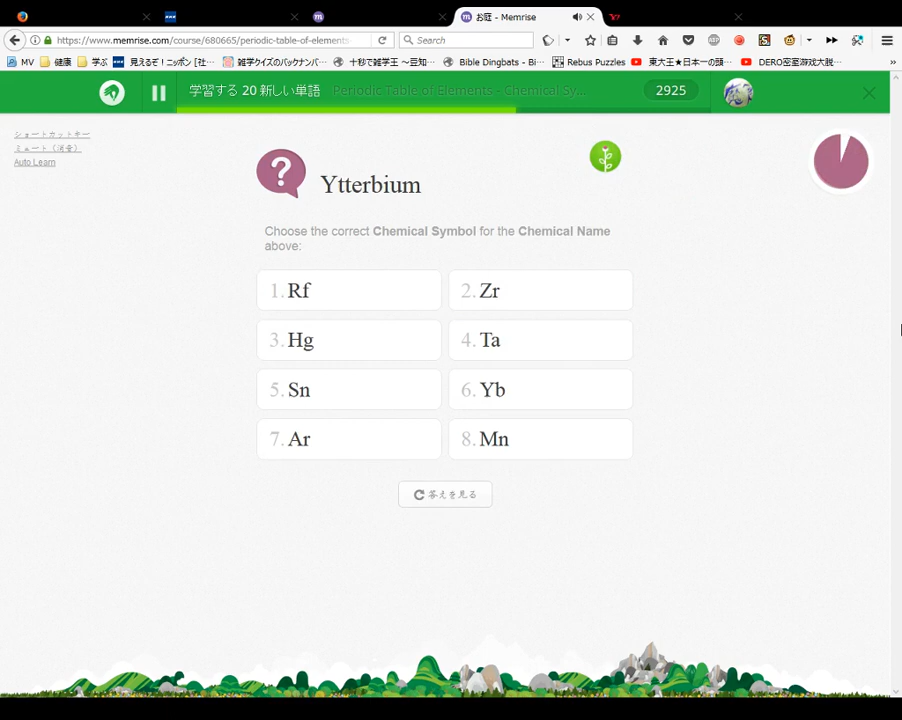 お庭 - Memrise
https://www.memrise.com/course/680665/periodic-table-of-elements-
Search
MV
健康
学ぶ
見えるぞ！ニッポン [社…
雑学クイズのバックナンバ…
十秒で雑学王 ～豆知…
Bible Dingbats - Bi…
Rebus Puzzles
東大王★日本一の頭…
DERO密室游戏大脱…
学習する 20 新しい単語
Periodic Table of Elements - Chemical Sy...
2925
ショートカットキー
ミュート（消音）
Auto Learn
?
Ytterbium
Choose the correct Chemical Symbol for the Chemical Name
above:
1. Rf
2. Zr
3. Hg
4. Ta
5. Sn
6. Yb
7. Ar
8. Mn
答えを見る